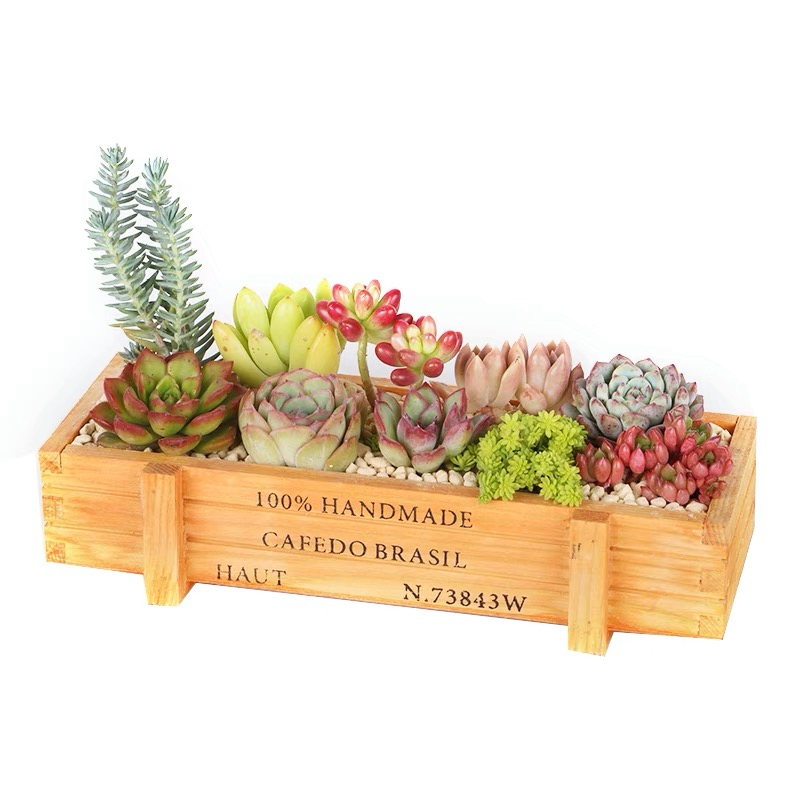 100% HANDMADE
CAFEDO BRASIL
HAUT N.73843W